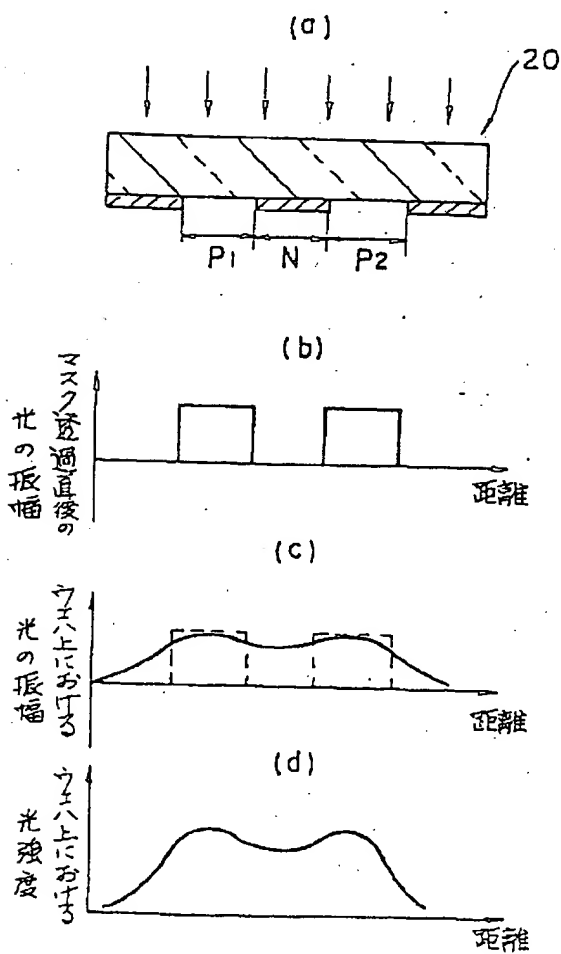 (a)
20
P1
N
P2
(b)
マスク透過直後の
光の振幅
距離
(c)
ウエハ上における
光の振幅
距離
(d)
ウエハ上における
光強度
距離